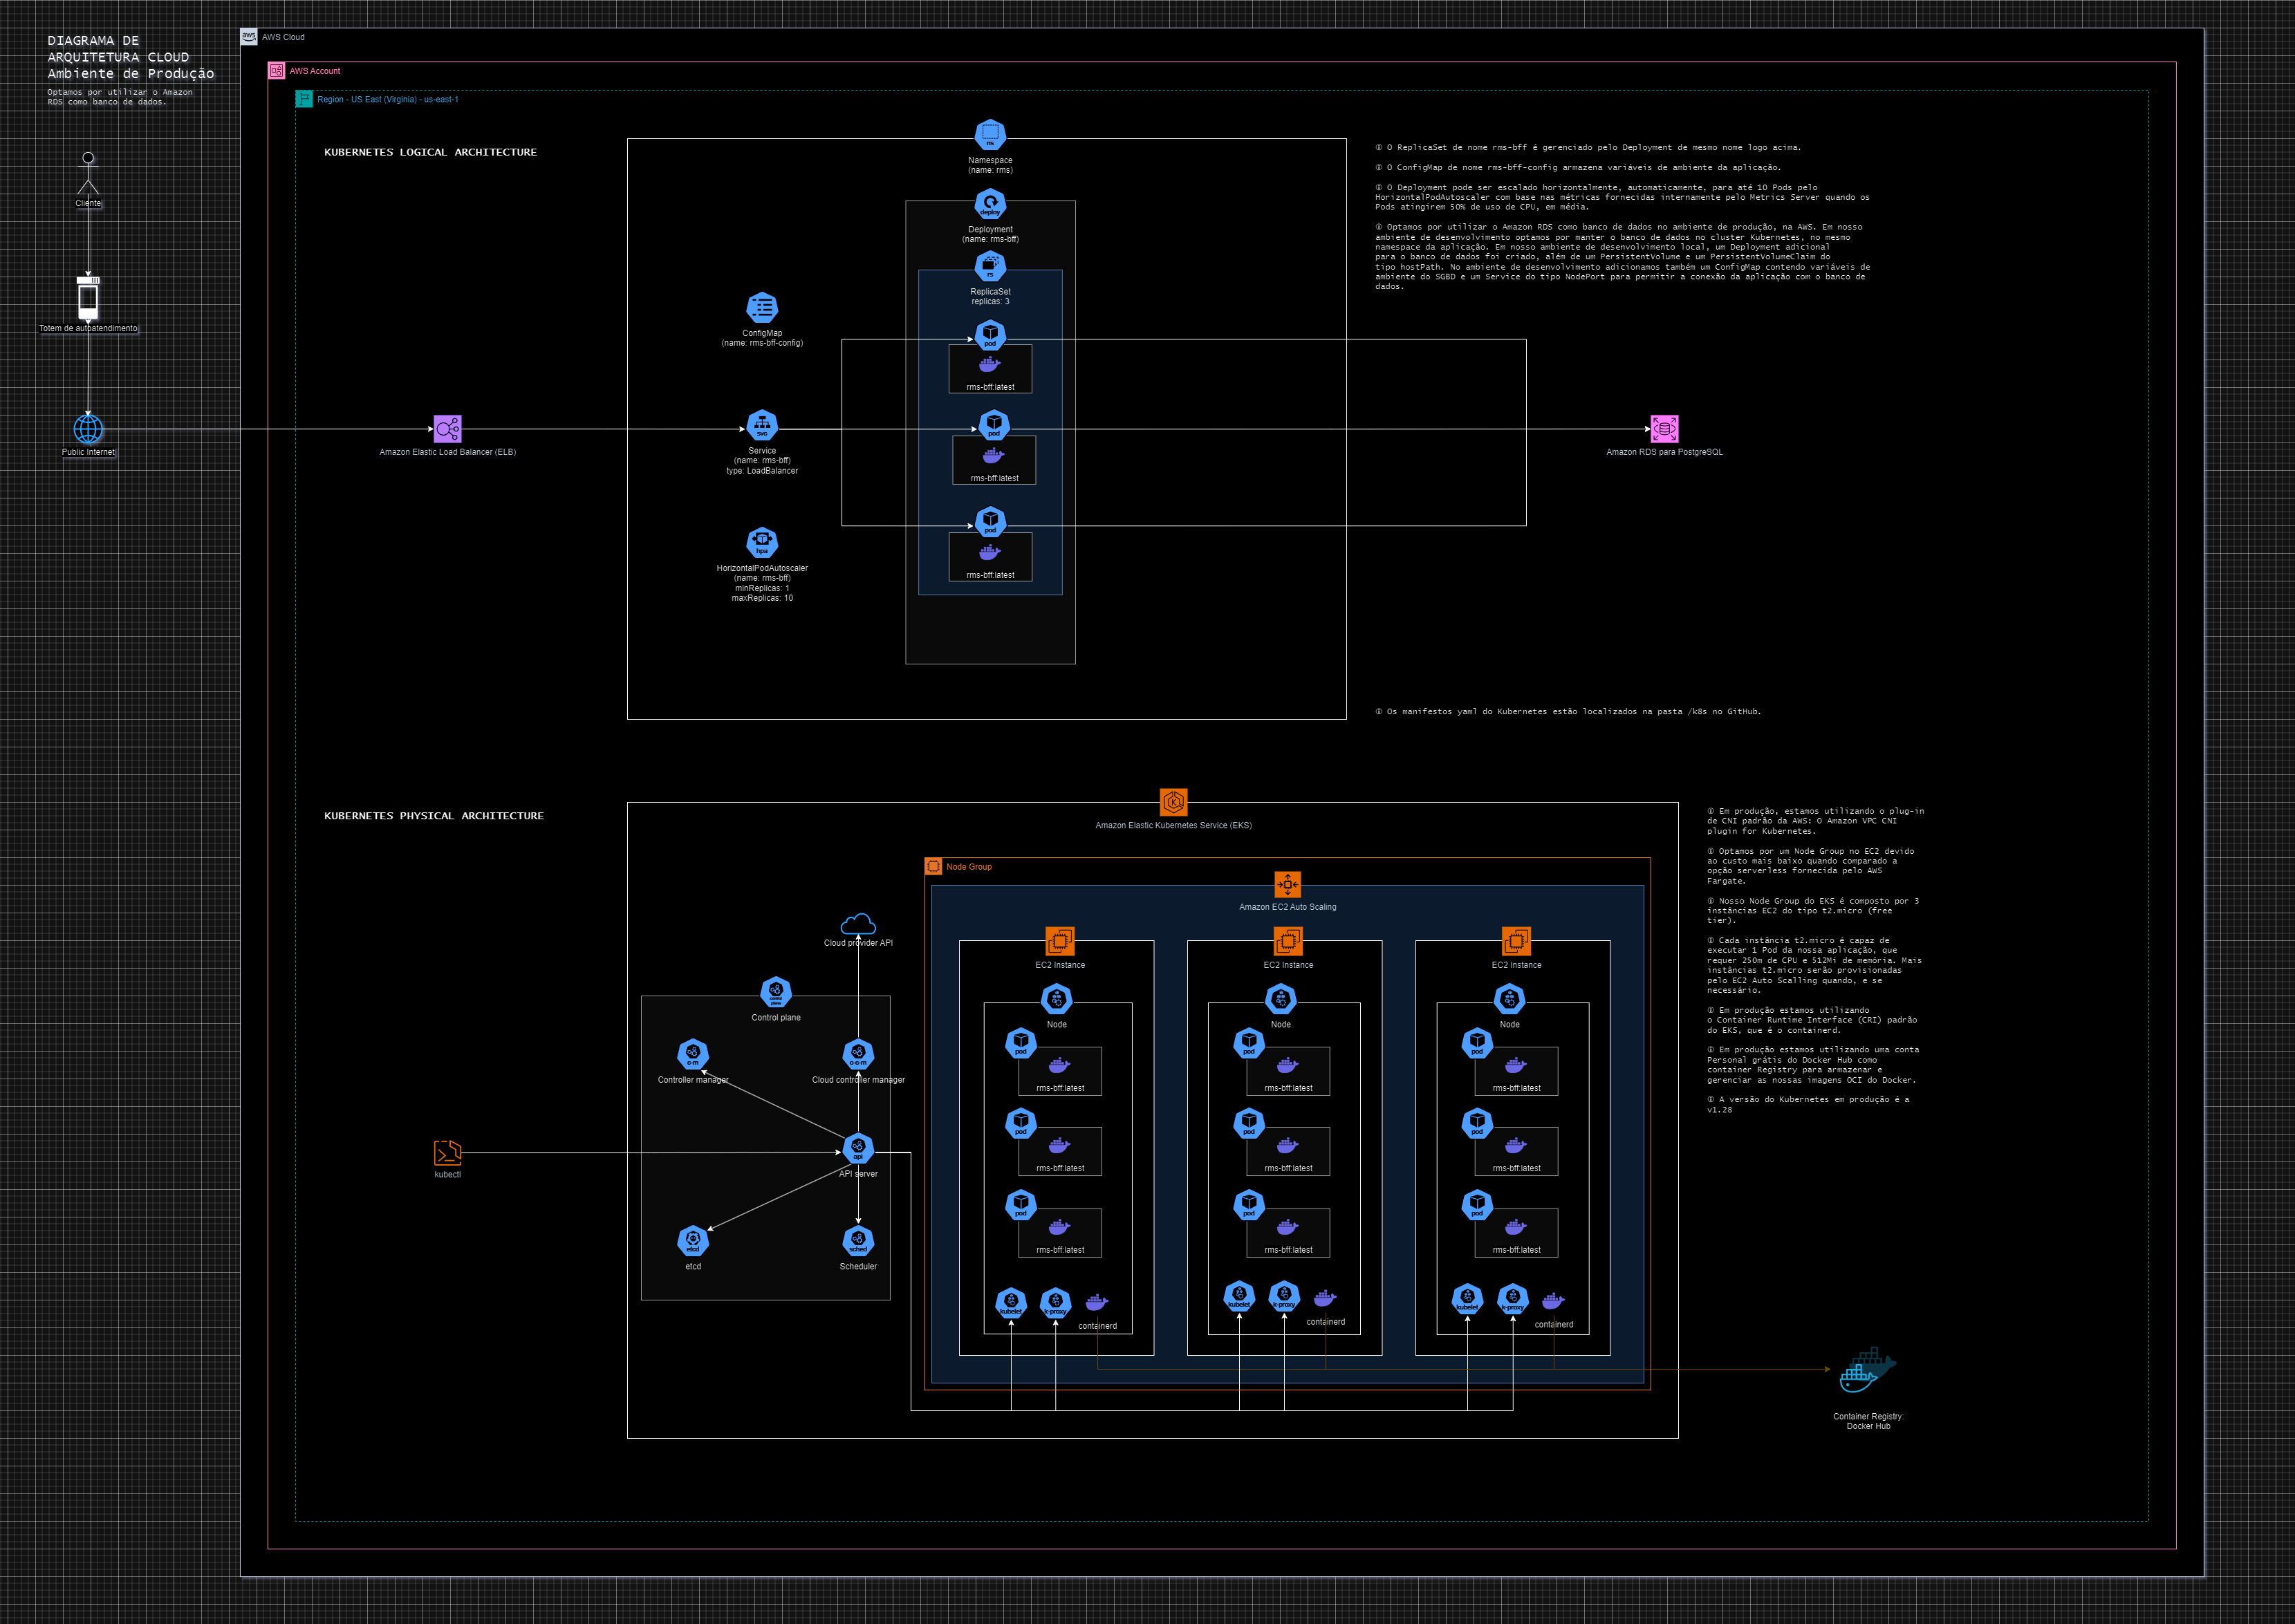 DIAGRAMA DE
ARQUITETURA CLOUD
Ambiente de Produção
Optamos por utilizar o Amazon
RDS como banco de dados.
Cliente
Totem de autoatendimento
Public Internet
aws
AWS Cloud
AWS Account
Region - US East (Virginia) - us-east-1
KUBERNETES LOGICAL ARCHITECTURE
Amazon Elastic Load Balancer (ELB)
ns
Namespace
(name: rms)
deploy
Deployment
(name: rms-bff)
rs
ReplicaSet
replicas: 3
ConfigMap
(name: rms-bff-config)
svc
Service
(name: rms-bff)
type: LoadBalancer
hpa
HorizontalPodAutoscaler
(name: rms-bff)
minReplicas: 1
maxReplicas: 10
pod
rms-bff:latest
pod
rms-bff:latest
pod
rms-bff:latest
Amazon RDS para PostgreSQL
🛈 O ReplicaSet de nome rms-bff é gerenciado pelo Deployment de mesmo nome logo acima.
🛈 O ConfigMap de nome rms-bff-config armazena variáveis de ambiente da aplicação.
🛈 O Deployment pode ser escalado horizontalmente, automaticamente, para até 10 Pods pelo
HorizontalPodAutoscaler com base nas métricas fornecidas internamente pelo Metrics Server quando os
Pods atingirem 50% de uso de CPU, em média.
🛈 Optamos por utilizar o Amazon RDS como banco de dados no ambiente de produção, na AWS. Em nosso
ambiente de desenvolvimento optamos por manter o banco de dados no cluster Kubernetes, no mesmo
namespace da aplicação. Em nosso ambiente de desenvolvimento local, um Deployment adicional
para o banco de dados foi criado, além de um PersistentVolume e um PersistentVolumeClaim do
tipo hostPath. No ambiente de desenvolvimento adicionamos também um ConfigMap contendo variáveis de
ambiente do SGBD e um Service do tipo NodePort para permitir a conexão da aplicação com o banco de
dados.
🛈 Os manifestos yaml do Kubernetes estão localizados na pasta /k8s no GitHub.
KUBERNETES PHYSICAL ARCHITECTURE
kubectl
Amazon Elastic Kubernetes Service (EKS)
Cloud provider API
control
plane
Control plane
c-m
Controller manager
c-c-m
Cloud controller manager
api
API server
etcd
etcd
sched
Scheduler
Node Group
Amazon EC2 Auto Scaling
EC2 Instance
Node
pod
rms-bff:latest
pod
rms-bff:latest
pod
rms-bff:latest
kubelet
k-proxy
containerd
EC2 Instance
Node
pod
rms-bff:latest
pod
rms-bff:latest
pod
rms-bff:latest
kubelet
k-proxy
containerd
EC2 Instance
Node
pod
rms-bff:latest
pod
rms-bff:latest
pod
rms-bff:latest
kubelet
k-proxy
containerd
🛈 Em produção, estamos utilizando o plug-in
de CNI padrão da AWS: O Amazon VPC CNI
plugin for Kubernetes.
🛈 Optamos por um Node Group no EC2 devido
ao custo mais baixo quando comparado a
opção serverless fornecida pelo AWS
Fargate.
🛈 Nosso Node Group do EKS é composto por 3
instâncias EC2 do tipo t2.micro (free
tier).
🛈 Cada instância t2.micro é capaz de
executar 1 Pod da nossa aplicação, que
requer 250m de CPU e 512Mi de memória. Mais
instâncias t2.micro serão provisionadas
pelo EC2 Auto Scalling quando, e se
necessário.
🛈 Em produção estamos utilizando
o Container Runtime Interface (CRI) padrão
do EKS, que é o containerd.
🛈 Em produção estamos utilizando uma conta
Personal grátis do Docker Hub como
container Registry para armazenar e
gerenciar as nossas imagens OCI do Docker.
🛈 A versão do Kubernetes em produção é a
v1.28
Container Registry:
Docker Hub